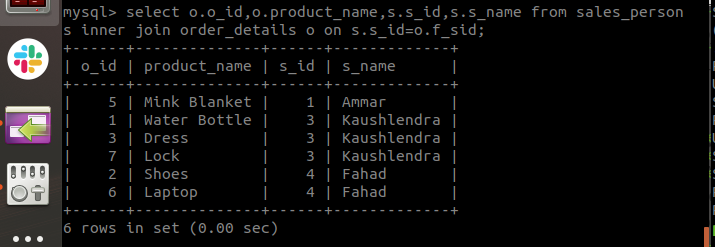 mysql> select o.o_id,o.product_name,s.s_id,s.s_name from sales_person
s inner join order_details o on s.s_id=o.f_sid;
+------+---------------+------+-------------+
| o_id | product_name | s_id | s_name |
+------+---------------+------+-------------+
| 5 | Mink Blanket | 1 | Ammar |
| 1 | Water Bottle | 3 | Kaushlendra |
| 3 | Dress | 3 | Kaushlendra |
| 7 | Lock | 3 | Kaushlendra |
| 2 | Shoes | 4 | Fahad |
| 6 | Laptop | 4 | Fahad |
+------+---------------+------+-------------+
6 rows in set (0.00 sec)